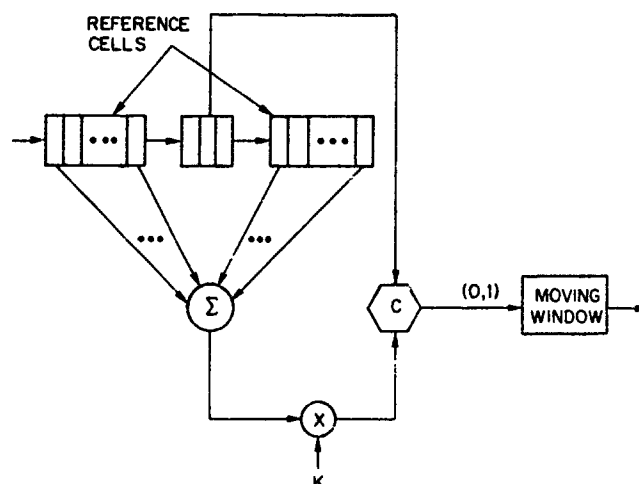 REFERENCE
CELLS
•••
•••
•••
•••
Σ
C
(0,1)
MOVING
WINDOW
X
K